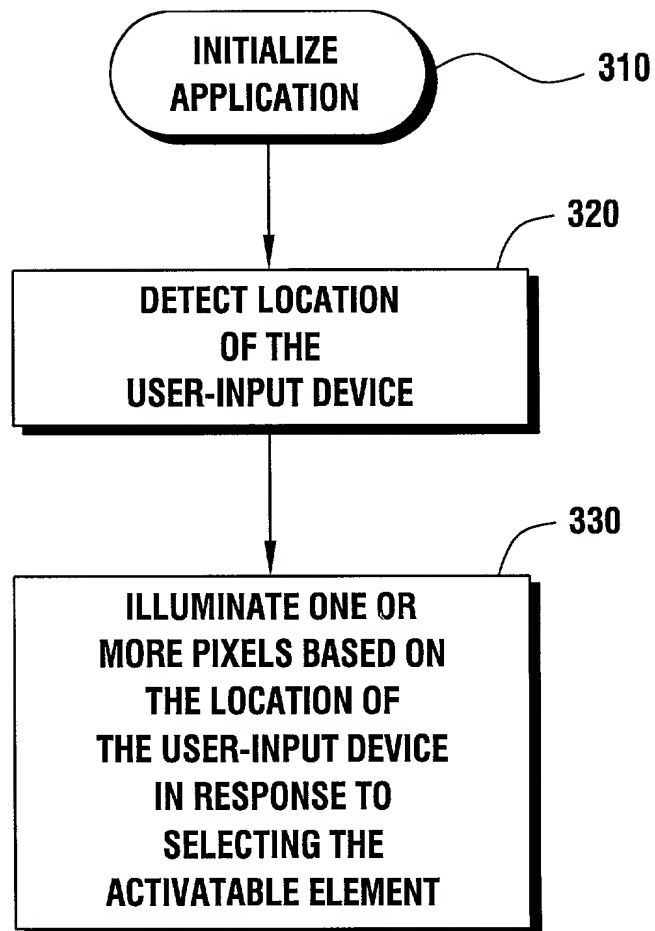 INITIALIZE
APPLICATION
310
320
DETECT LOCATION
OF THE
USER-INPUT DEVICE
330
ILLUMINATE ONE OR
MORE PIXELS BASED ON
THE LOCATION OF
THE USER-INPUT DEVICE
IN RESPONSE TO
SELECTING THE
ACTIVATABLE ELEMENT